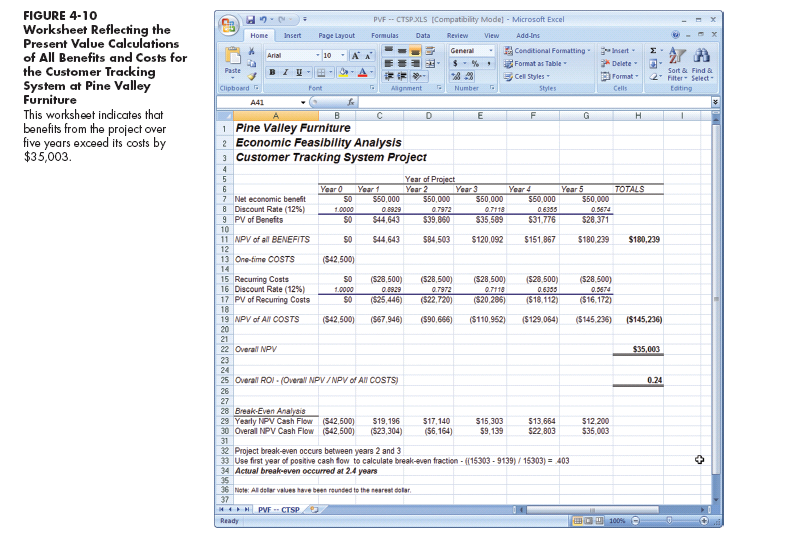 FIGURE 4-10
Worksheet Reflecting the
Present Value Calculations
of All Benefits and Costs for
the Customer Tracking
System at Pine Valley
Furniture
This worksheet indicates that
benefits from the project over
five years exceed its costs by
$35,003.
PVF -- CTSP.XLS [Compatibility Mode] - Microsoft Excel
Home Insert Page Layout Formulas Data Review View Add-Ins
Arial 10 A A General Conditional Formatting Insert Σ
Paste B I U A $ % , Format as Table Delete Sort & Find &
Cell Styles Format Filter Select
Clipboard Font Alignment Number Styles Cells Editing
A41 fx
A B C D E F G H I
1 Pine Valley Furniture
2 Economic Feasibility Analysis
3 Customer Tracking System Project
4
5 Year of Project
6 Year 0 Year 1 Year 2 Year 3 Year 4 Year 5 TOTALS
7 Net economic benefit $0 $50,000 $50,000 $50,000 $50,000 $50,000
8 Discount Rate (12%) 1.0000 0.8929 0.7972 0.7118 0.6355 0.5674
9 PV of Benefits $0 $44,643 $39,860 $35,589 $31,776 $28,371
10
11 NPV of all BENEFITS $0 $44,643 $84,503 $120,092 $151,867 $180,239 $180,239
12
13 One-time COSTS ($42,500)
14
15 Recurring Costs $0 ($28,500) ($28,500) ($28,500) ($28,500) ($28,500)
16 Discount Rate (12%) 1.0000 0.8929 0.7972 0.7118 0.6355 0.5674
17 PV of Recurring Costs $0 ($25,446) ($22,720) ($20,286) ($18,112) ($16,172)
18
19 NPV of All COSTS ($42,500) ($67,946) ($90,666) ($110,952) ($129,064) ($145,236) ($145,236)
20
21
22 Overall NPV $35,003
23
24
25 Overall ROI - (Overall NPV / NPV of All COSTS) 0.24
26
27
28 Break-Even Analysis
29 Yearly NPV Cash Flow ($42,500) $19,196 $17,140 $15,303 $13,664 $12,200
30 Overall NPV Cash Flow ($42,500) ($23,304) ($6,164) $9,139 $22,803 $35,003
31
32 Project break-even occurs between years 2 and 3
33 Use first year of positive cash flow to calculate break-even fraction - ((15303 - 9139) / 15303) = .403
34 Actual break-even occurred at 2.4 years
35
36 Note: All dollar values have been rounded to the nearest dollar.
37
PVF -- CTSP
Ready 100%